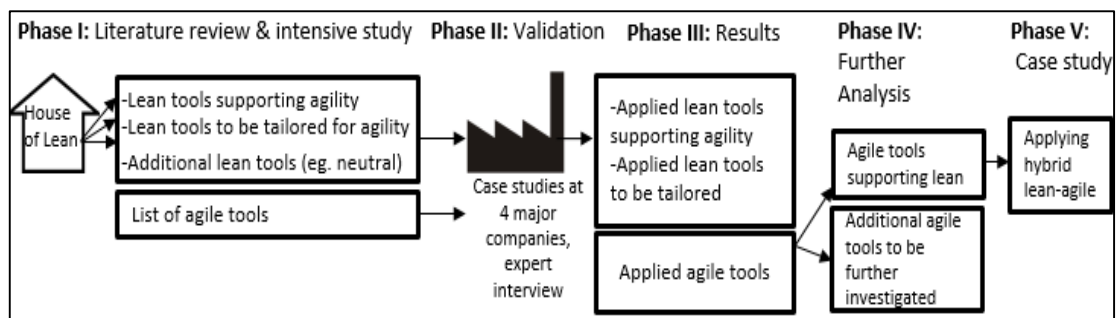 Phase I: Literature review & intensive study
House
of Lean
-Lean tools supporting agility
-Lean tools to be tailored for agility
-Additional lean tools (eg. neutral)
List of agile tools
Phase II: Validation
Case studies at
4 major
companies,
expert
interview
Phase III: Results
-Applied lean tools
supporting agility
-Applied lean tools
to be tailored
Applied agile tools
Phase IV:
Further
Analysis
Agile tools
supporting lean
Additional agile
tools to be
further
investigated
Phase V:
Case study
Applying
hybrid
lean-agile